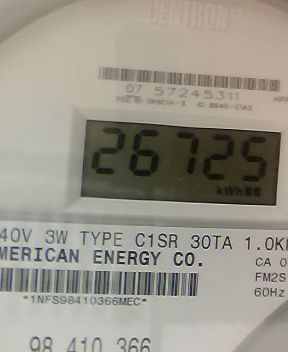 CENTRON®
07 57245311
26725
kWh
40V 3W TYPE C1SR 30TA 1.0K
MERICAN ENERGY CO.
CA 0
FM2S
*1NFS98410366MEC*
60Hz
98 410 366